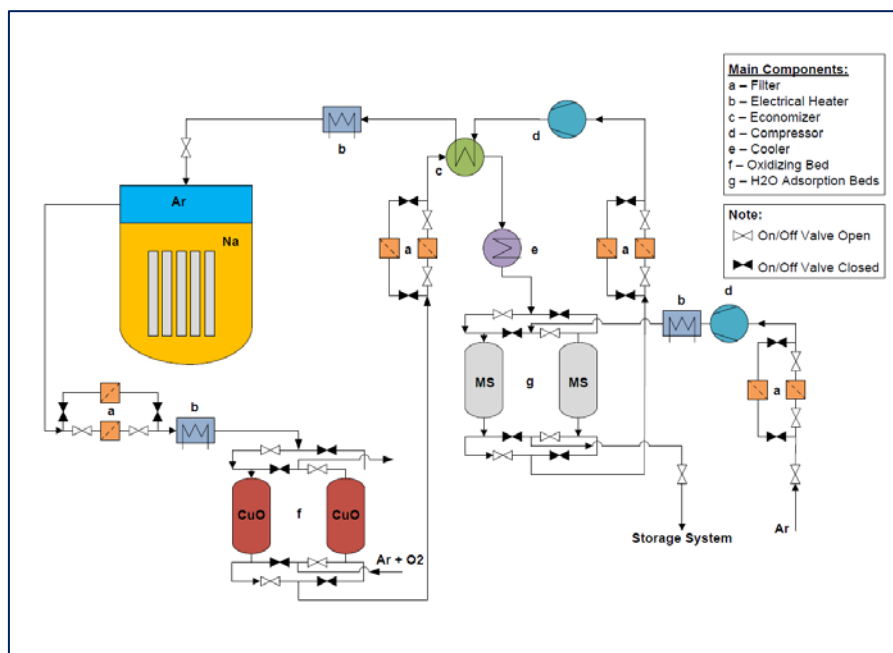 Main Components:
a – Filter
b – Electrical Heater
c – Economizer
d – Compressor
e – Cooler
f – Oxidizing Bed
g – H2O Adsorption Beds
Note:
On/Off Valve Open
On/Off Valve Closed
b
d
c
Ar
Na
a
e
a
d
b
MS
g
MS
a
a
b
CuO
f
CuO
Ar + O2
Storage System
Ar